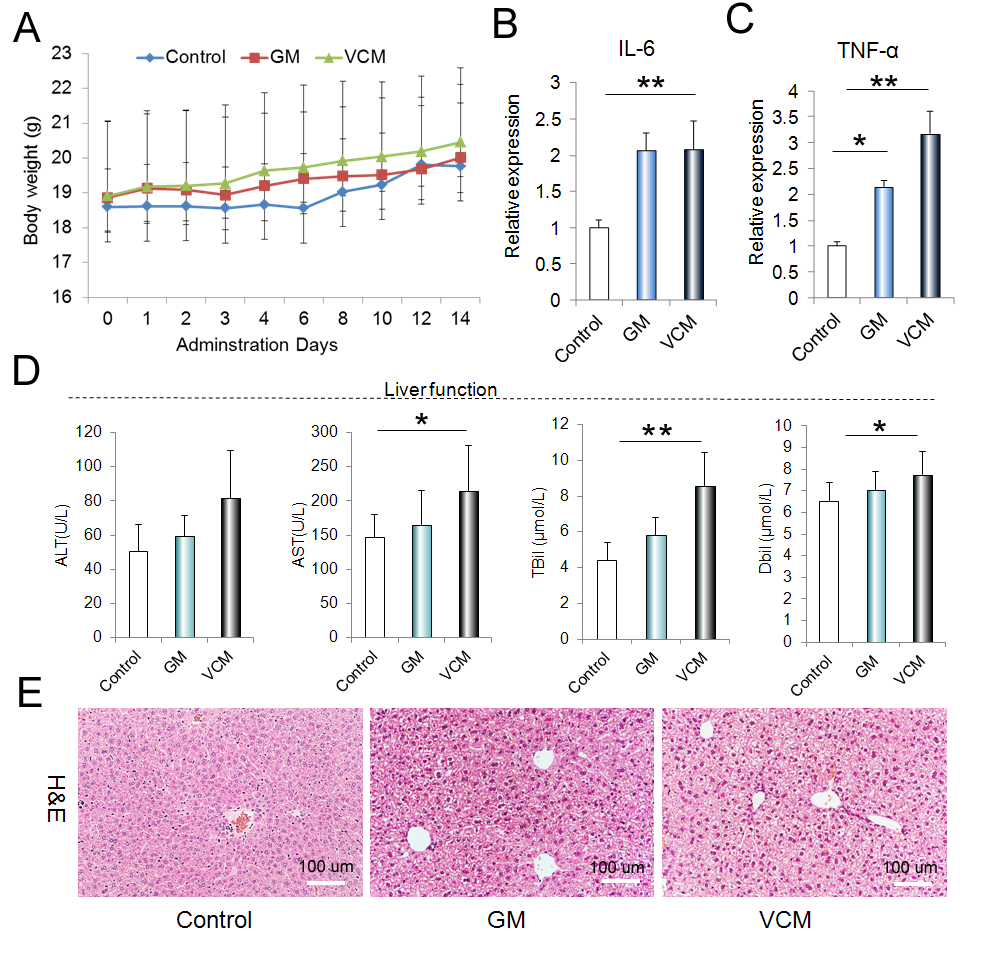 A
Control GM VCM
Body weight (g)
23
22
21
20
19
18
17
16
0 1 2 3 4 6 8 10 12 14
Adminstration Days
B
IL-6
**
Relative expression
3
2.5
2
1.5
1
0.5
0
Control GM VCM
C
TNF-α
**
*
Relative expression
4
3.5
3
2.5
2
1.5
1
0.5
0
Control GM VCM
D
Liver function
ALT(U/L)
120
100
80
60
40
20
0
Control GM VCM
*
AST(U/L)
300
250
200
150
100
50
0
Control GM VCM
**
TBil (μmol/L)
12
10
8
6
4
2
0
Control GM VCM
*
Dbil (μmol/L)
10
9
8
7
6
5
4
3
2
1
0
Control GM VCM
E
H&E
100 um 100 um 100 um
Control GM VCM